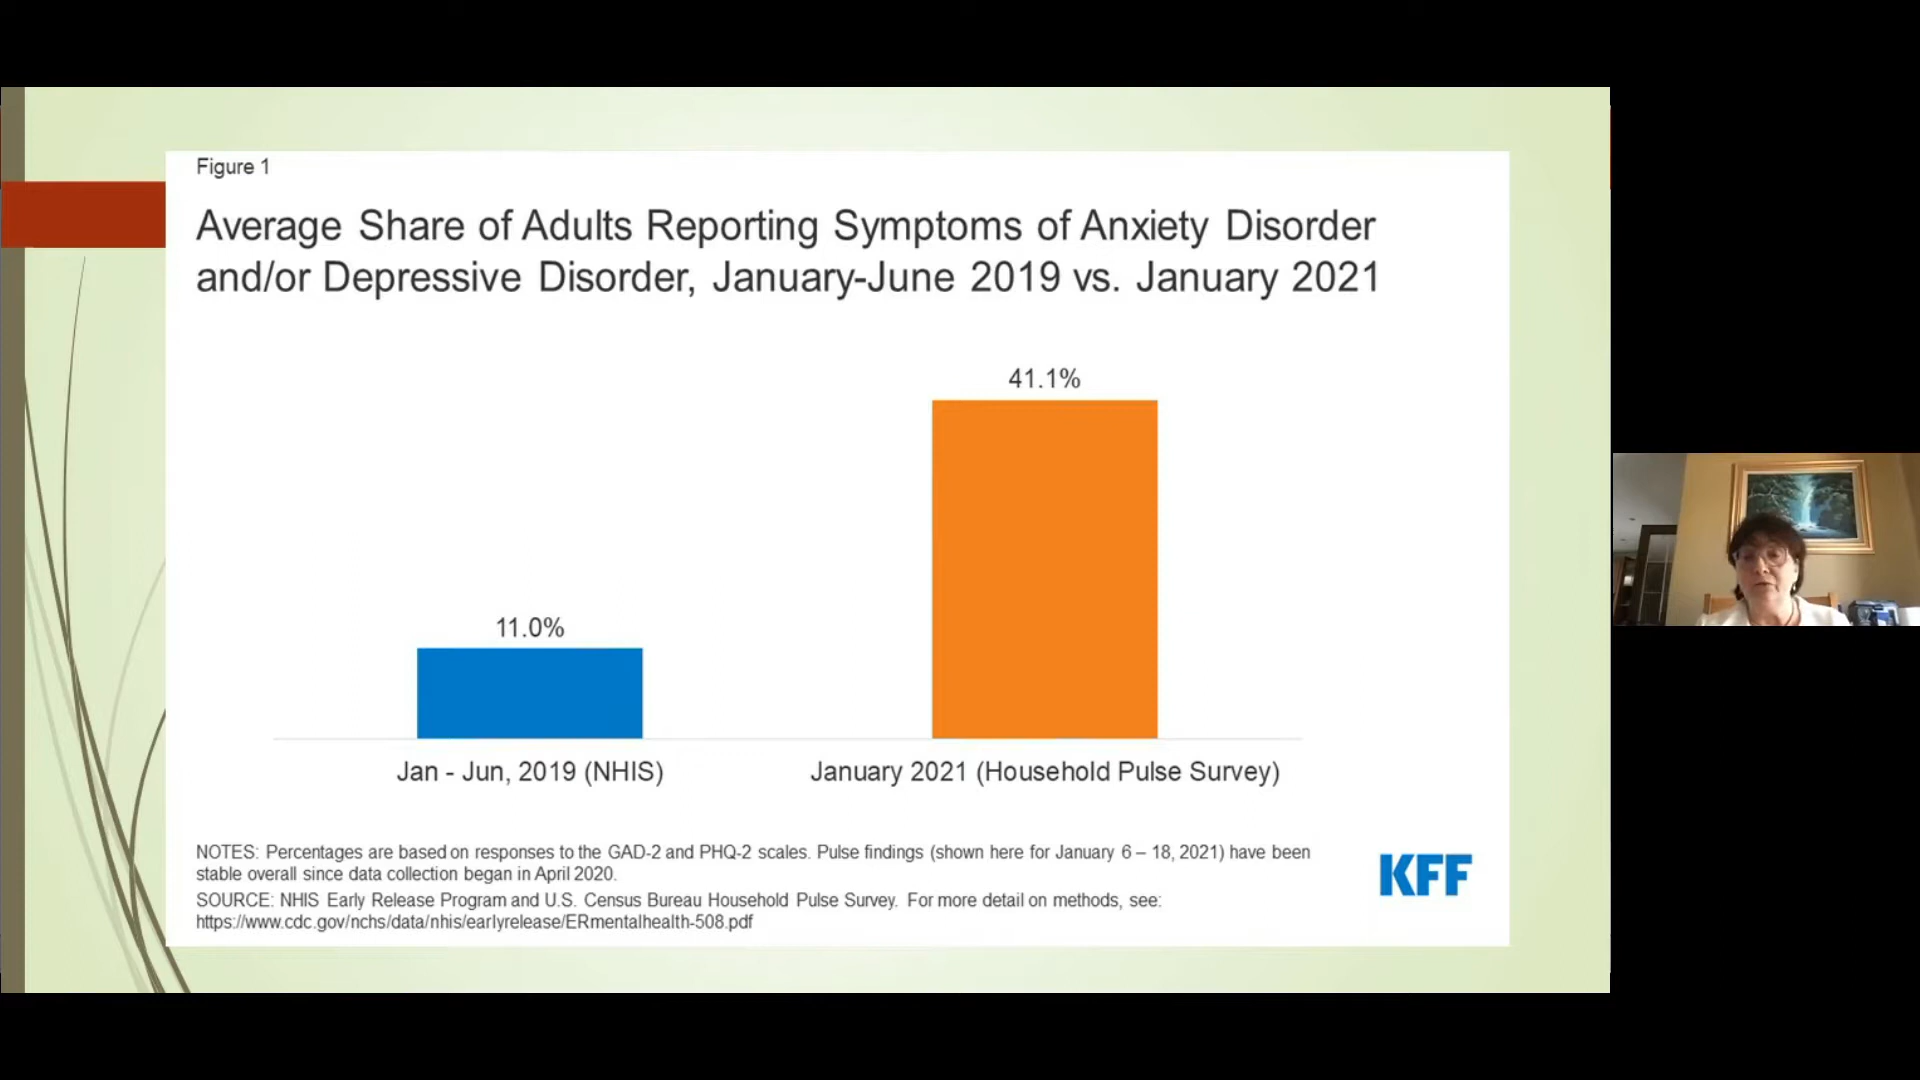 Figure 1
Average Share of Adults Reporting Symptoms of Anxiety Disorder
and/or Depressive Disorder, January-June 2019 vs. January 2021
41.1%
11.0%
Jan - Jun, 2019 (NHIS)
January 2021 (Household Pulse Survey)
NOTES: Percentages are based on responses to the GAD-2 and PHQ-2 scales. Pulse findings (shown here for January 6 – 18, 2021) have been
stable overall since data collection began in April 2020.
SOURCE: NHIS Early Release Program and U.S. Census Bureau Household Pulse Survey. For more detail on methods, see:
https://www.cdc.gov/nchs/data/nhis/earlyrelease/ERmentalhealth-508.pdf
KFF